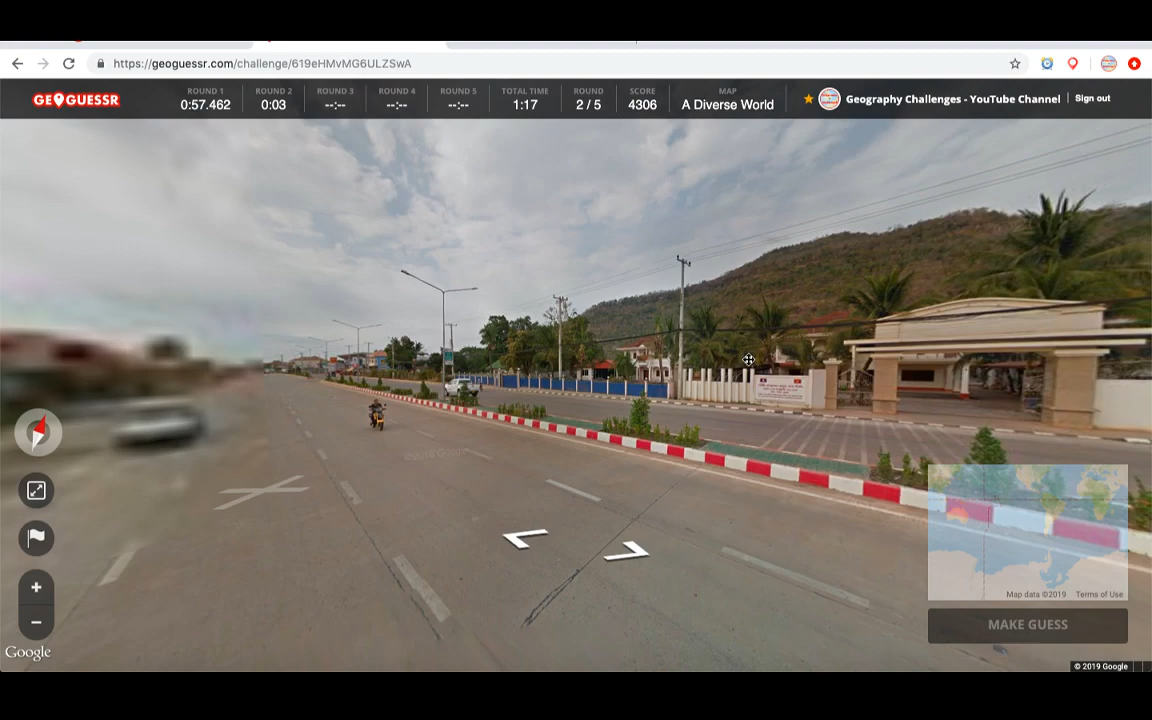 https://geoguessr.com/challenge/619eHMvMG6ULZSwA
GEOGUESSR
ROUND 1
0:57.462
ROUND 2
0:03
ROUND 3
--:--
ROUND 4
--:--
ROUND 5
--:--
TOTAL TIME
1:17
ROUND
2 / 5
SCORE
4306
MAP
A Diverse World
Geography Challenges - YouTube Channel
Sign out
©2019 Google
Map data ©2019 Terms of Use
MAKE GUESS
Google
© 2019 Google